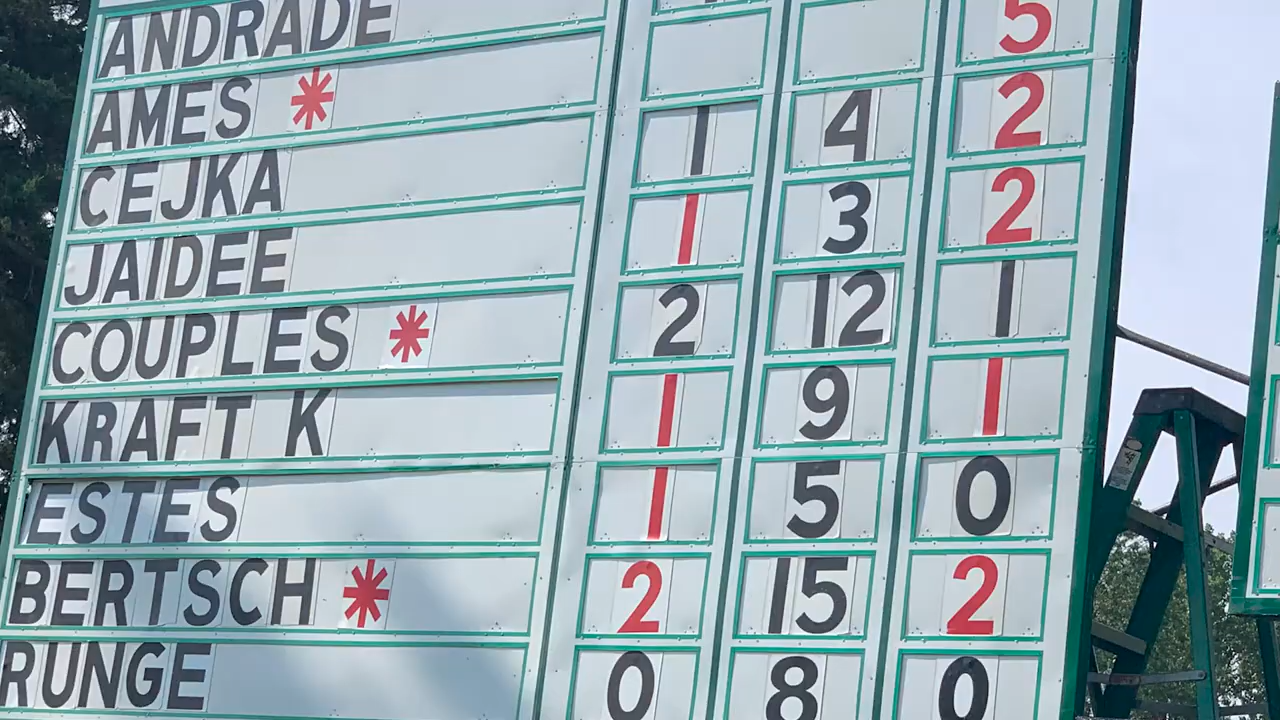 ANDRADE
AMES * 5
CEJKA 1 4 2
JAIDEE 1 3 2
COUPLES * 2 12 1
KRAFT K 1 9 1
ESTES 1 5 0
BERTSCH * 2 15 2
RUNGE 0 8 0